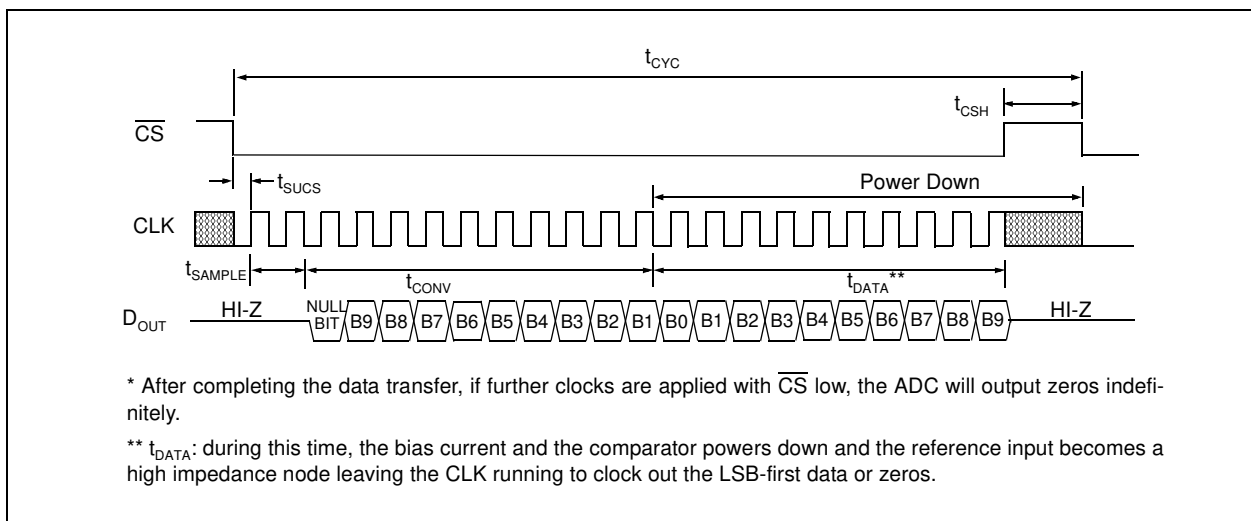 tCYC
tCSH
CS
tSUCS
Power Down
CLK
tSAMPLE
tCONV
tDATA**
DOUT
HI-Z
NULL BIT B9 B8 B7 B6 B5 B4 B3 B2 B1 B0 B1 B2 B3 B4 B5 B6 B7 B8 B9
HI-Z
* After completing the data transfer, if further clocks are applied with CS low, the ADC will output zeros indefi-
nitely.
** tDATA: during this time, the bias current and the comparator powers down and the reference input becomes a
high impedance node leaving the CLK running to clock out the LSB-first data or zeros.